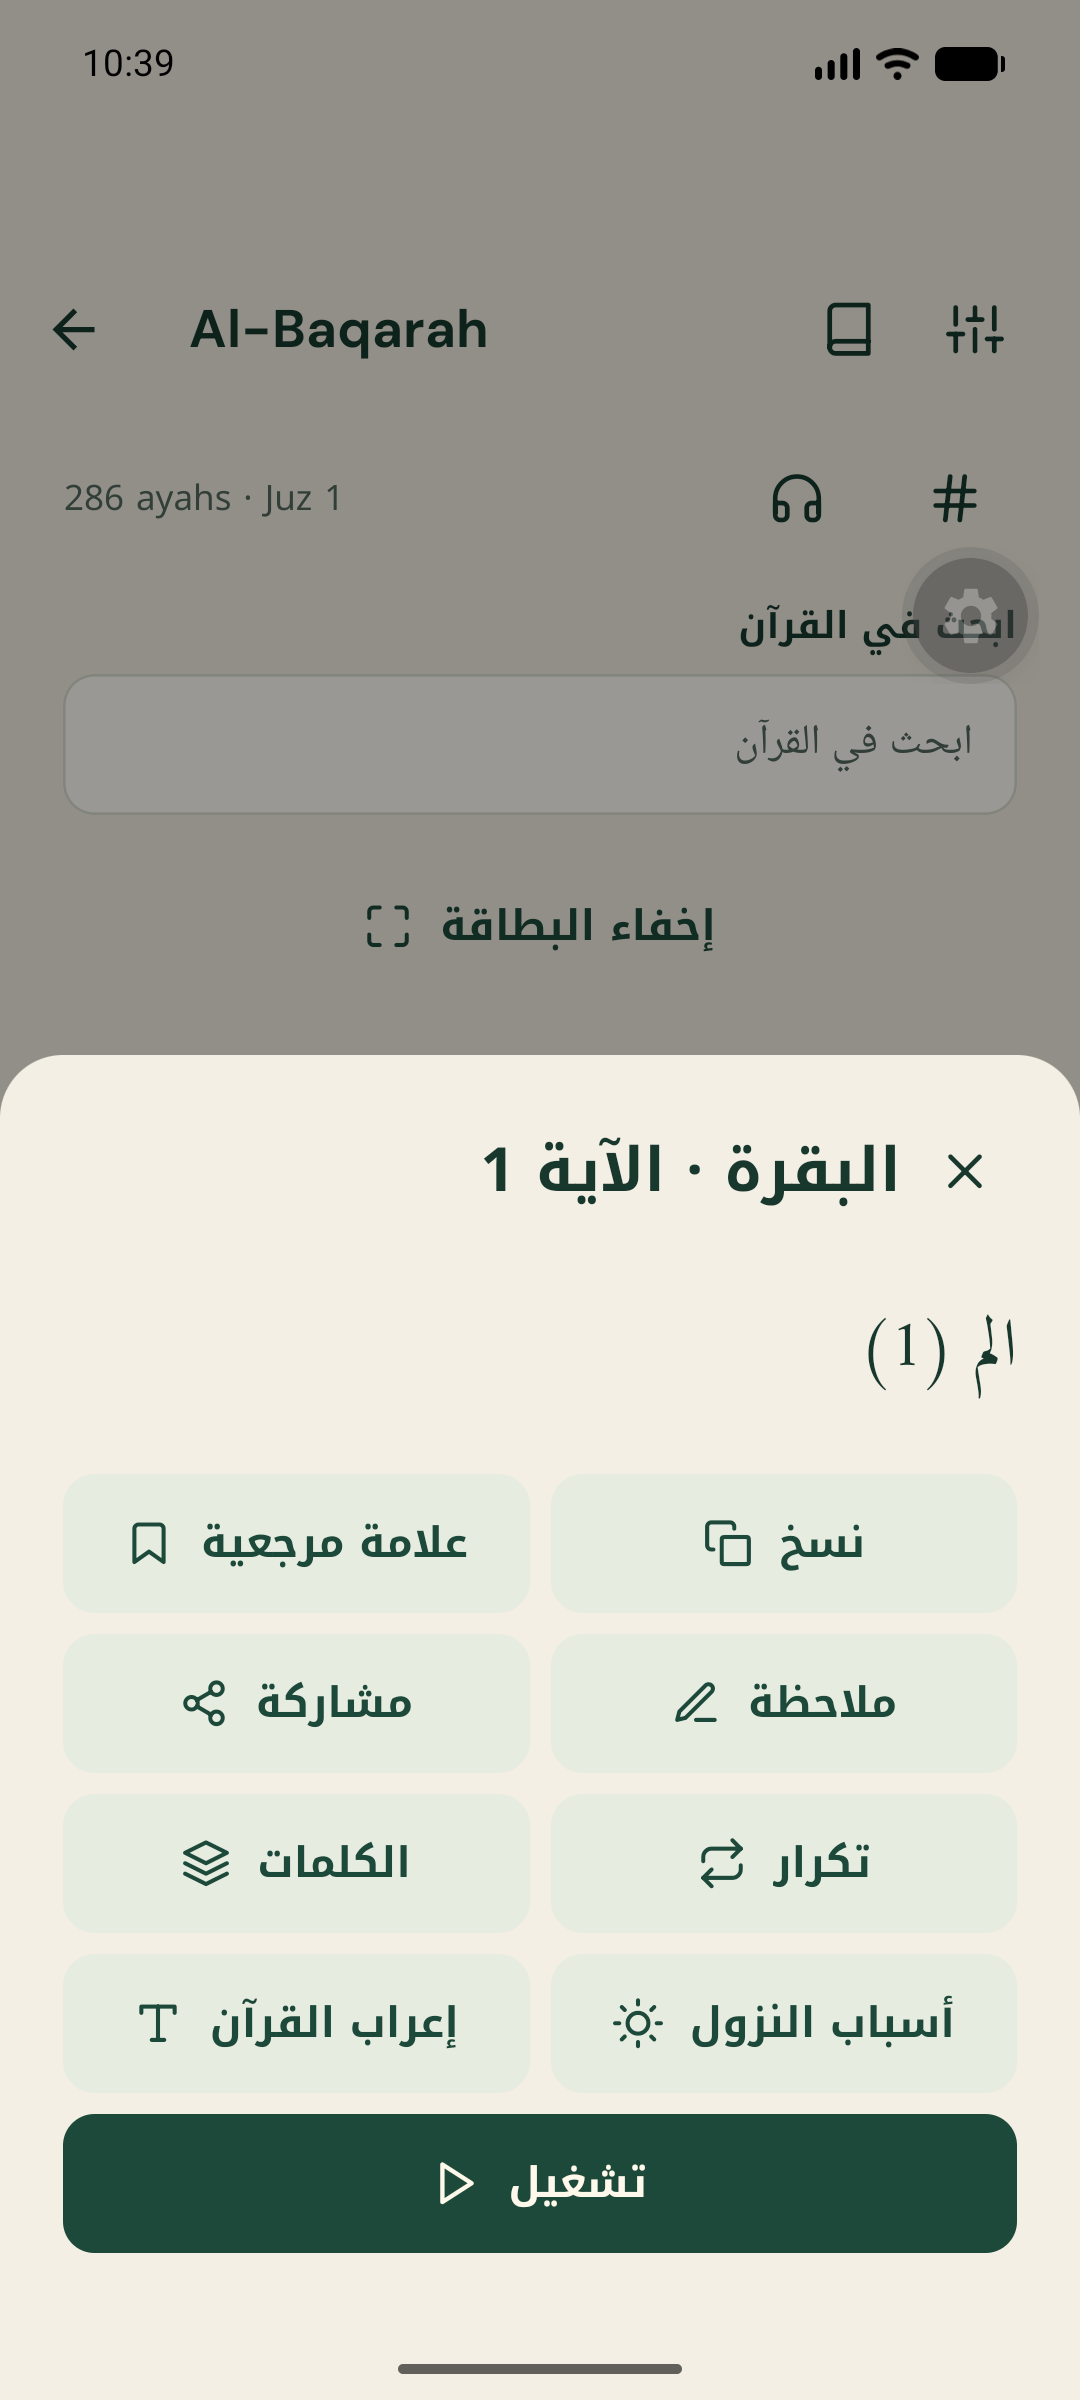 10:39
Al-Baqarah
286 ayahs · Juz 1
ابحث في القرآن
ابحث في القرآن
إخفاء البطاقة
البقرة · الآية 1
الم (1)
نسخ
علامة مرجعية
ملاحظة
مشاركة
تكرار
الكلمات
أسباب النزول
إعراب القرآن
تشغيل